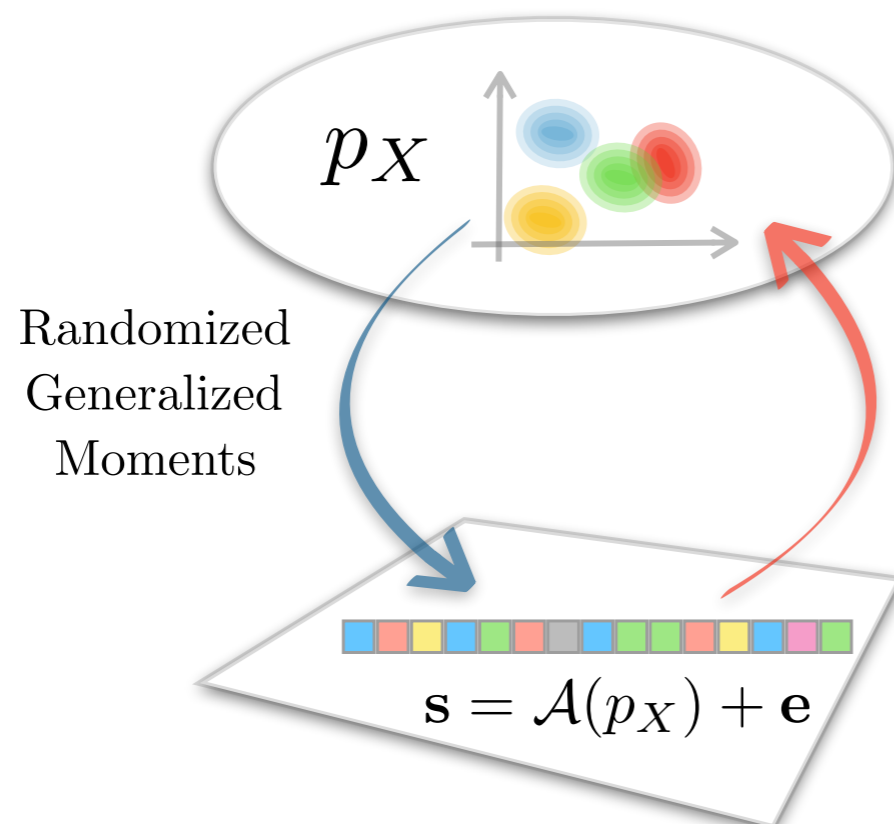 p_X
Randomized
Generalized
Moments
s = 𝒜(p_X) + e